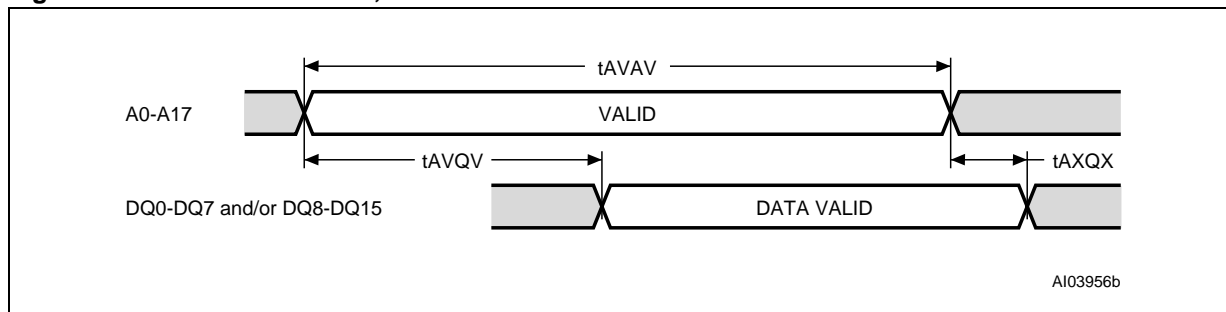 tAVAV
A0-A17
VALID
tAVQV
tAXQX
DQ0-DQ7 and/or DQ8-DQ15
DATA VALID
AI03956b